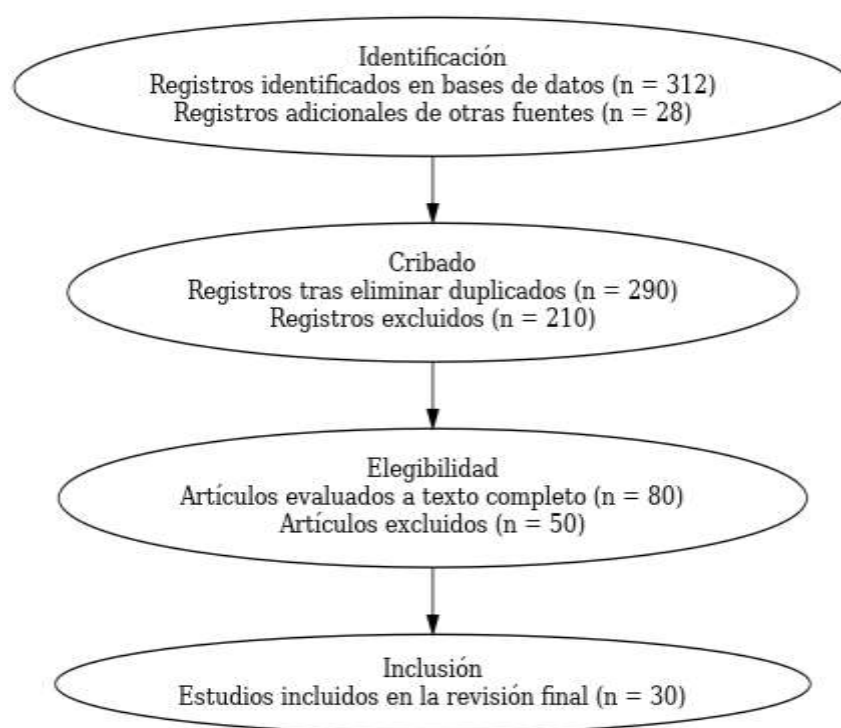 Identificación
Registros identificados en bases de datos (n = 312)
Registros adicionales de otras fuentes (n = 28)
Cribado
Registros tras eliminar duplicados (n = 290)
Registros excluidos (n = 210)
Elegibilidad
Artículos evaluados a texto completo (n = 80)
Artículos excluidos (n = 50)
Inclusión
Estudios incluidos en la revisión final (n = 30)